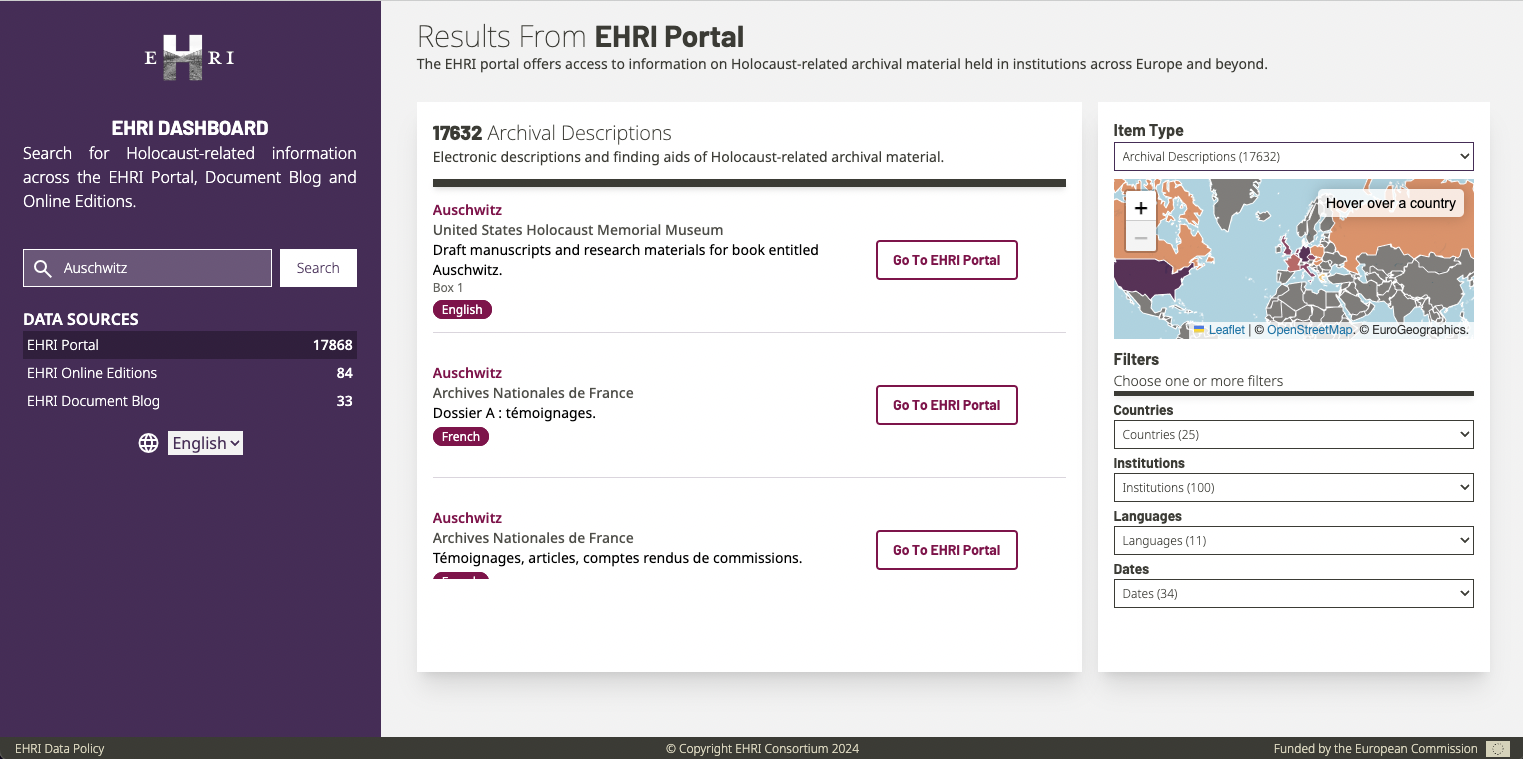 E H RI
EHRI DASHBOARD
Search for Holocaust-related information
across the EHRI Portal, Document Blog and
Online Editions.
Auschwitz
Search
DATA SOURCES
EHRI Portal 17868
EHRI Online Editions 84
EHRI Document Blog 33
English
Results From EHRI Portal
The EHRI portal offers access to information on Holocaust-related archival material held in institutions across Europe and beyond.
17632 Archival Descriptions
Electronic descriptions and finding aids of Holocaust-related archival material.
Auschwitz
United States Holocaust Memorial Museum
Draft manuscripts and research materials for book entitled
Auschwitz.
Box 1
English
Go To EHRI Portal
Auschwitz
Archives Nationales de France
Dossier A : témoignages.
French
Go To EHRI Portal
Auschwitz
Archives Nationales de France
Témoignages, articles, comptes rendus de commissions.
Go To EHRI Portal
Item Type
Archival Descriptions (17632)
+
−
Hover over a country
Leaflet | © OpenStreetMap. © EuroGeographics.
Filters
Choose one or more filters
Countries
Countries (25)
Institutions
Institutions (100)
Languages
Languages (11)
Dates
Dates (34)
EHRI Data Policy
© Copyright EHRI Consortium 2024
Funded by the European Commission